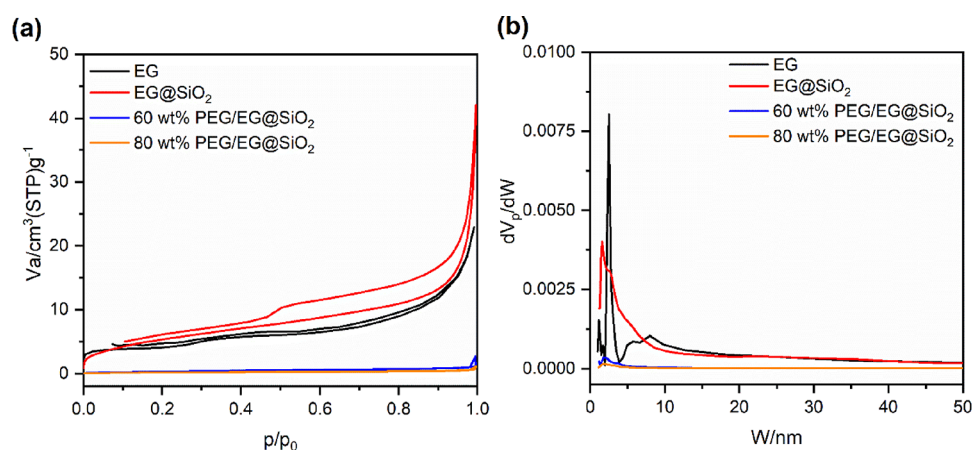 (a)
50
40
30
20
10
0
Va/cm³(STP)g⁻¹
EG
EG@SiO₂
60 wt% PEG/EG@SiO₂
80 wt% PEG/EG@SiO₂
0.0 0.2 0.4 0.6 0.8 1.0
p/p₀
(b)
0.0100
0.0075
0.0050
0.0025
0.0000
dVₚ/dW
EG
EG@SiO₂
60 wt% PEG/EG@SiO₂
80 wt% PEG/EG@SiO₂
0 10 20 30 40 50
W/nm